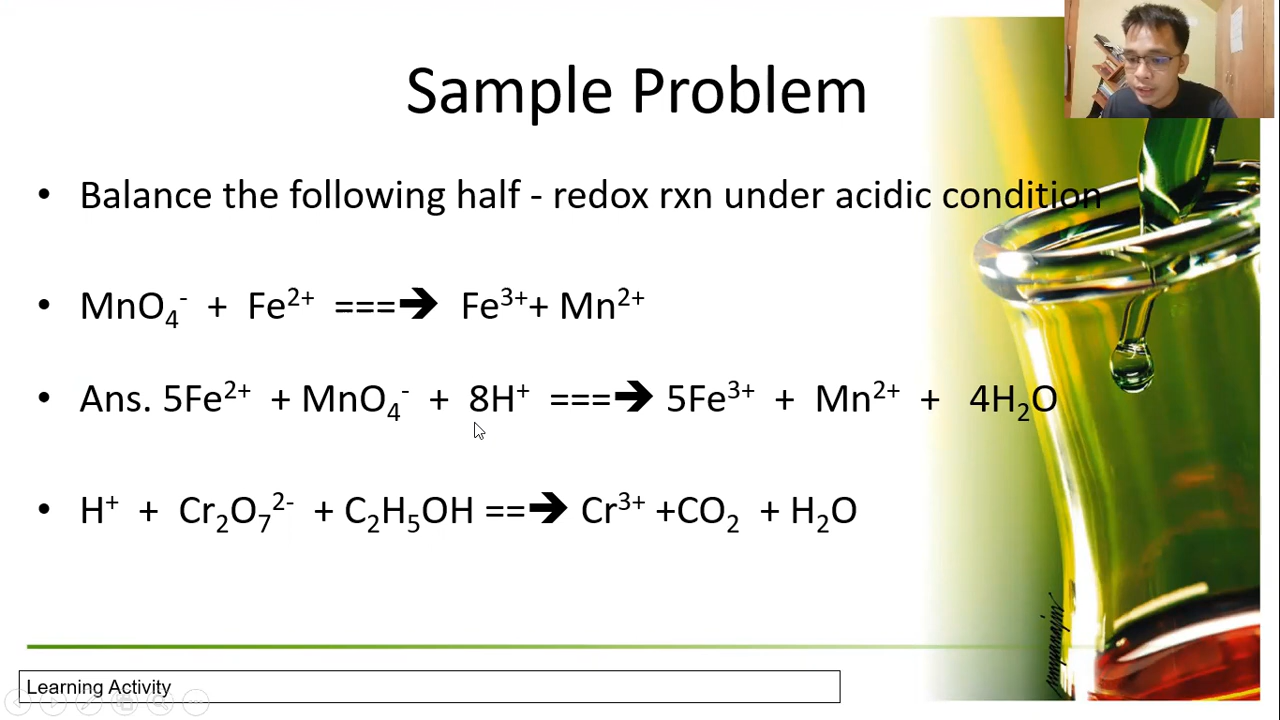 Sample Problem
• Balance the following half - redox rxn under acidic condition
• MnO₄⁻ + Fe²⁺ ===🡺 Fe³⁺+ Mn²⁺
• Ans. 5Fe²⁺ + MnO₄⁻ + 8H⁺ ===🡺 5Fe³⁺ + Mn²⁺ + 4H₂O
• H⁺ + Cr₂O₇²⁻ + C₂H₅OH ==🡺 Cr³⁺ +CO₂ + H₂O
Learning Activity